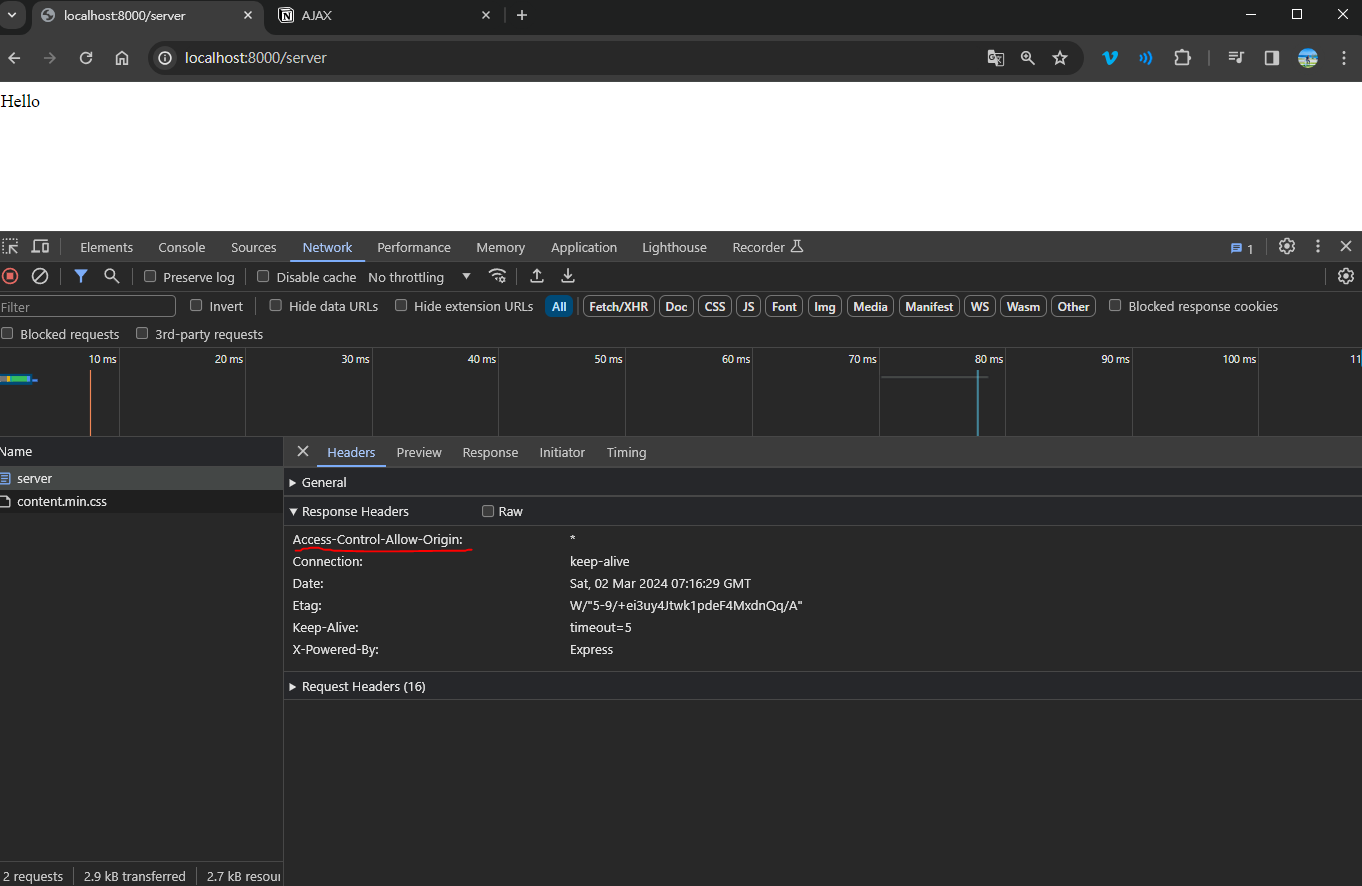 localhost:8000/server
AJAX
localhost:8000/server
Hello
Elements Console Sources Network Performance Memory Application Lighthouse Recorder 1
Preserve log Disable cache No throttling
Filter Invert Hide data URLs Hide extension URLs All Fetch/XHR Doc CSS JS Font Img Media Manifest WS Wasm Other Blocked response cookies
Blocked requests 3rd-party requests
10 ms 20 ms 30 ms 40 ms 50 ms 60 ms 70 ms 80 ms 90 ms 100 ms 11
Name
server
content.min.css
Headers Preview Response Initiator Timing
General
Response Headers Raw
Access-Control-Allow-Origin: *
Connection: keep-alive
Date: Sat, 02 Mar 2024 07:16:29 GMT
Etag: W/"5-9/+ei3uy4Jtwk1pdeF4MxdnQq/A"
Keep-Alive: timeout=5
X-Powered-By: Express
Request Headers (16)
2 requests 2.9 kB transferred 2.7 kB resou